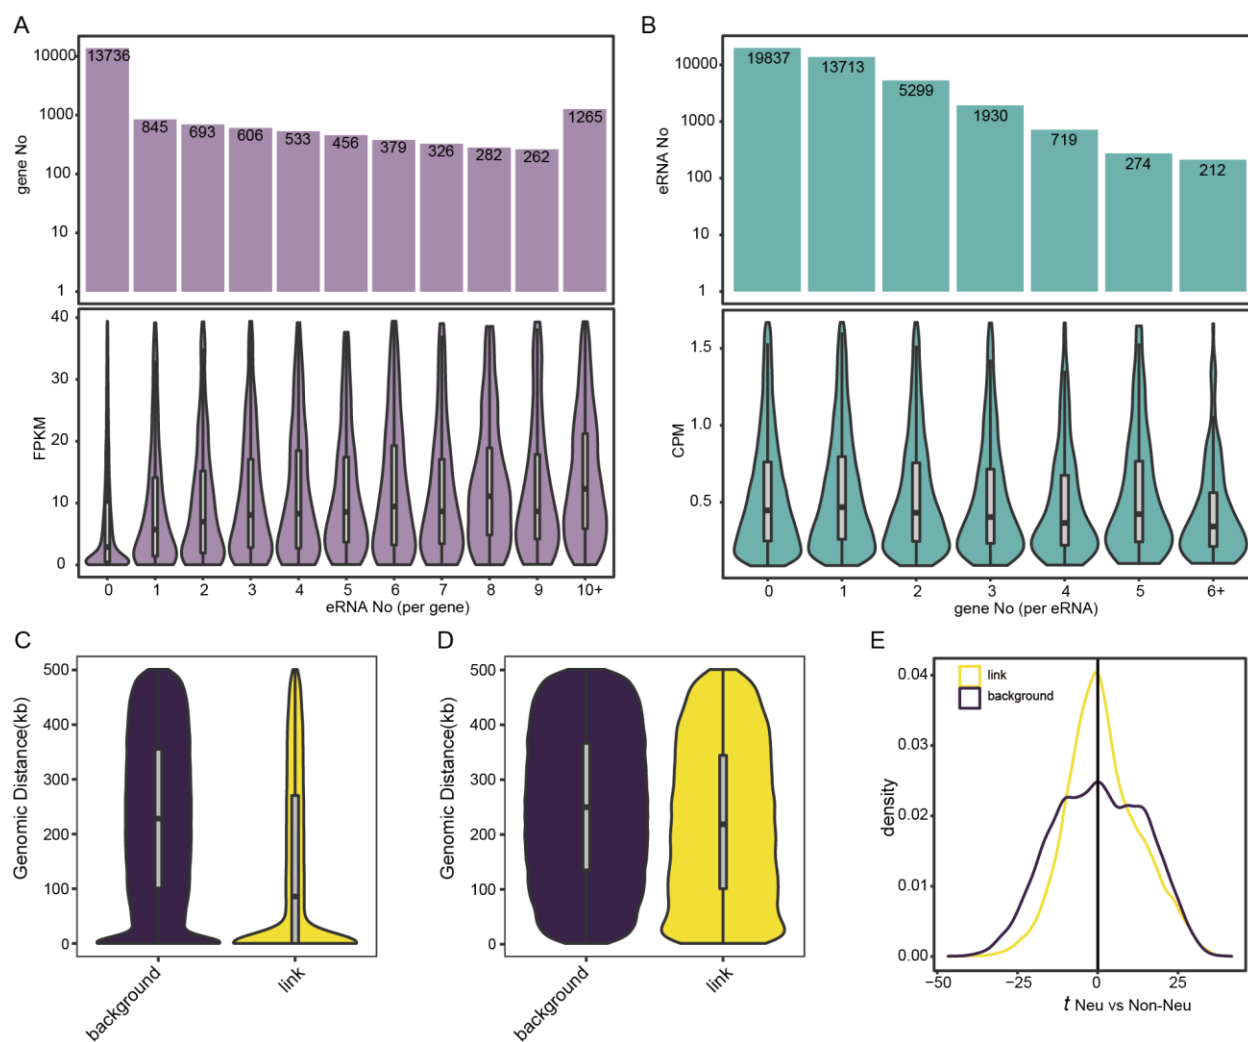 A
gene No
10000
1000
100
10
1
13736
845
693
606
533
456
379
326
282
262
1265
FPKM
40
30
20
10
0
0 1 2 3 4 5 6 7 8 9 10+
eRNA No (per gene)
B
eRNA No
10000
1000
100
10
1
19837
13713
5299
1930
719
274
212
CPM
1.5
1.0
0.5
0 1 2 3 4 5 6+
gene No (per eRNA)
C
Genomic Distance(kb)
500
400
300
200
100
0
background
link
D
Genomic Distance(kb)
500
400
300
200
100
0
background
link
E
density
0.04
0.03
0.02
0.01
0.00
link
background
−50 −25 0 25
t Neu vs Non-Neu